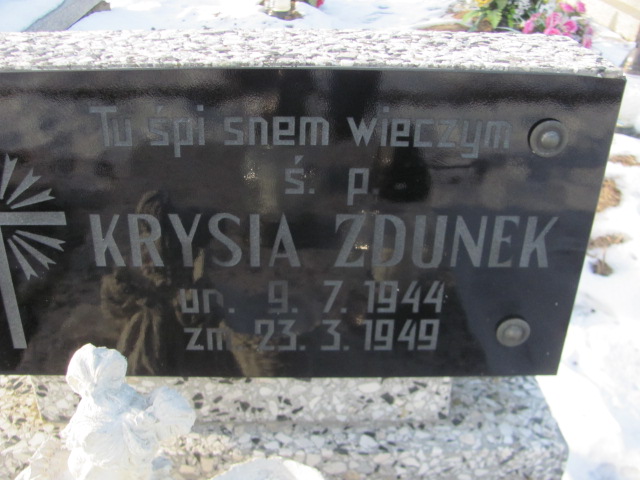 Tu śpi snem wieczym
ś. p.
KRYSIA ZDUNEK
ur. 9. 7. 1944
zm. 23. 3. 1949